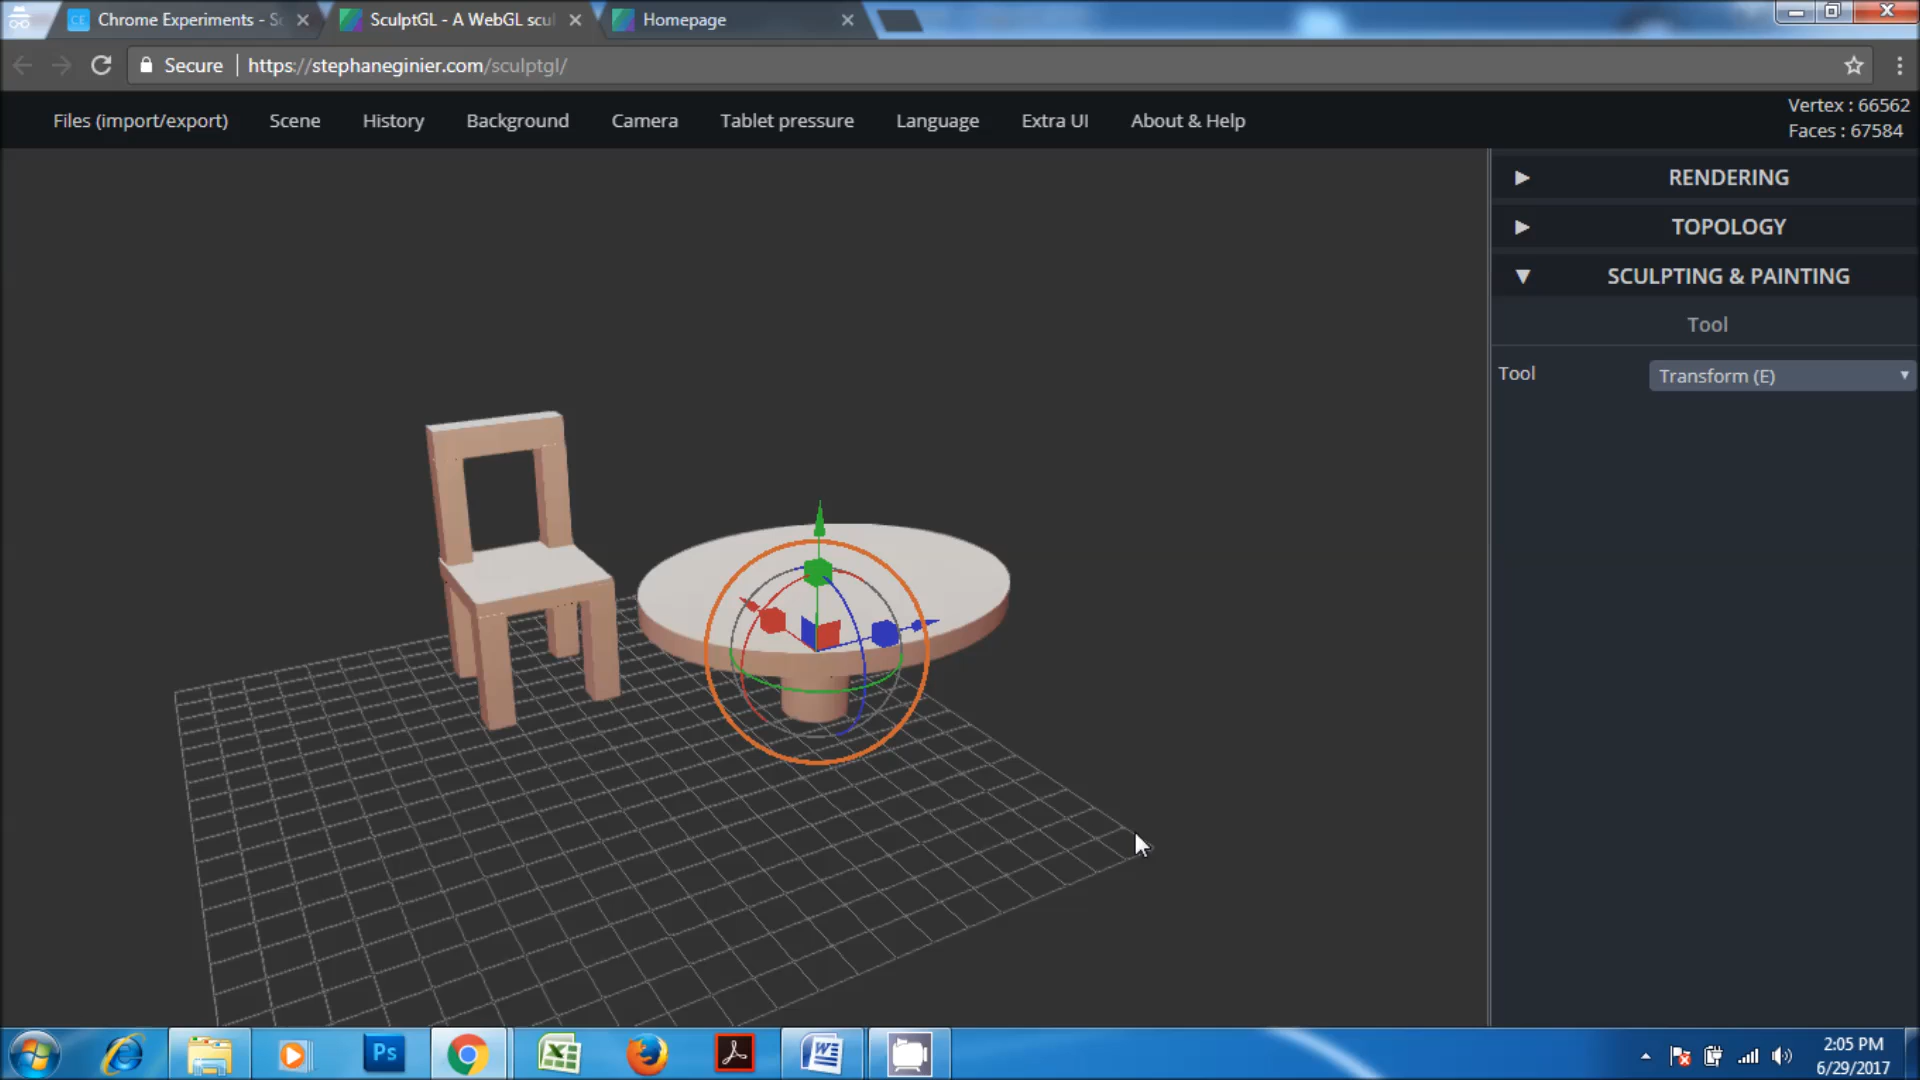 Chrome Experiments - Sc
SculptGL - A WebGL scul
Homepage
Secure
https://stephaneginier.com/sculptgl/
Files (import/export)
Scene
History
Background
Camera
Tablet pressure
Language
Extra UI
About & Help
Vertex : 66562
Faces : 67584
RENDERING
TOPOLOGY
SCULPTING & PAINTING
Tool
Tool
Transform (E)
CE
Ps
2:05 PM
6/29/2017